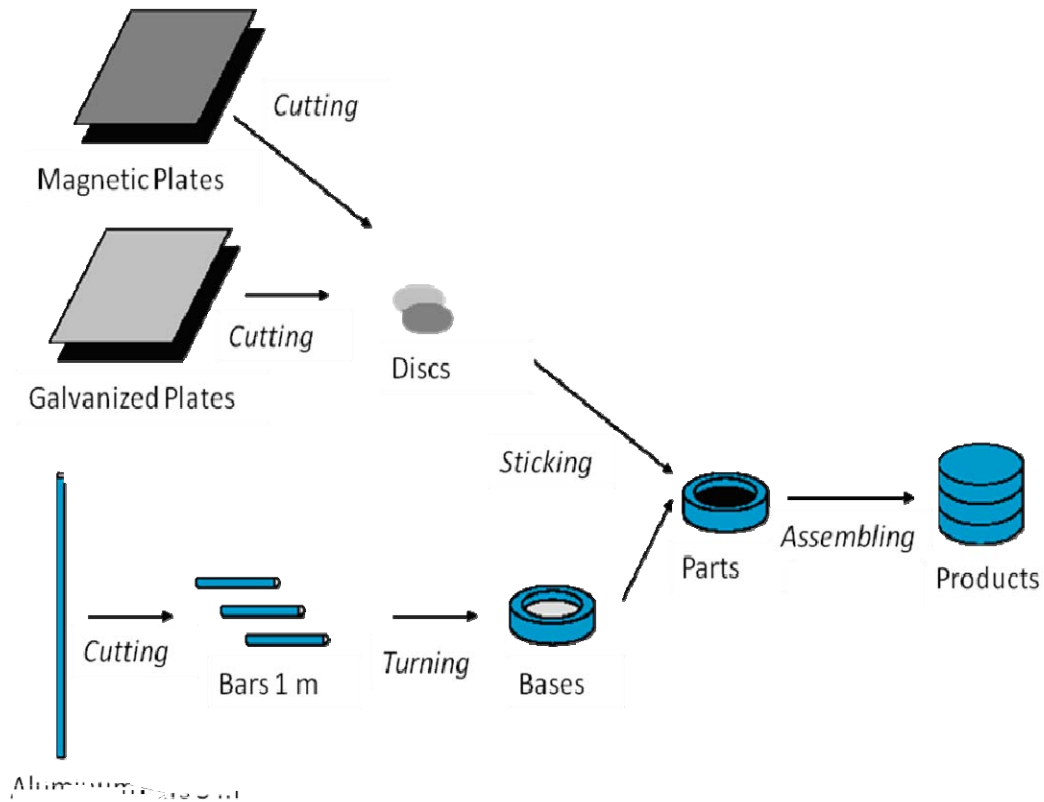 Cutting
Magnetic Plates
Cutting
Galvanized Plates
Discs
Sticking
Assembling
Parts
Products
Cutting
Bars 1 m
Turning
Bases